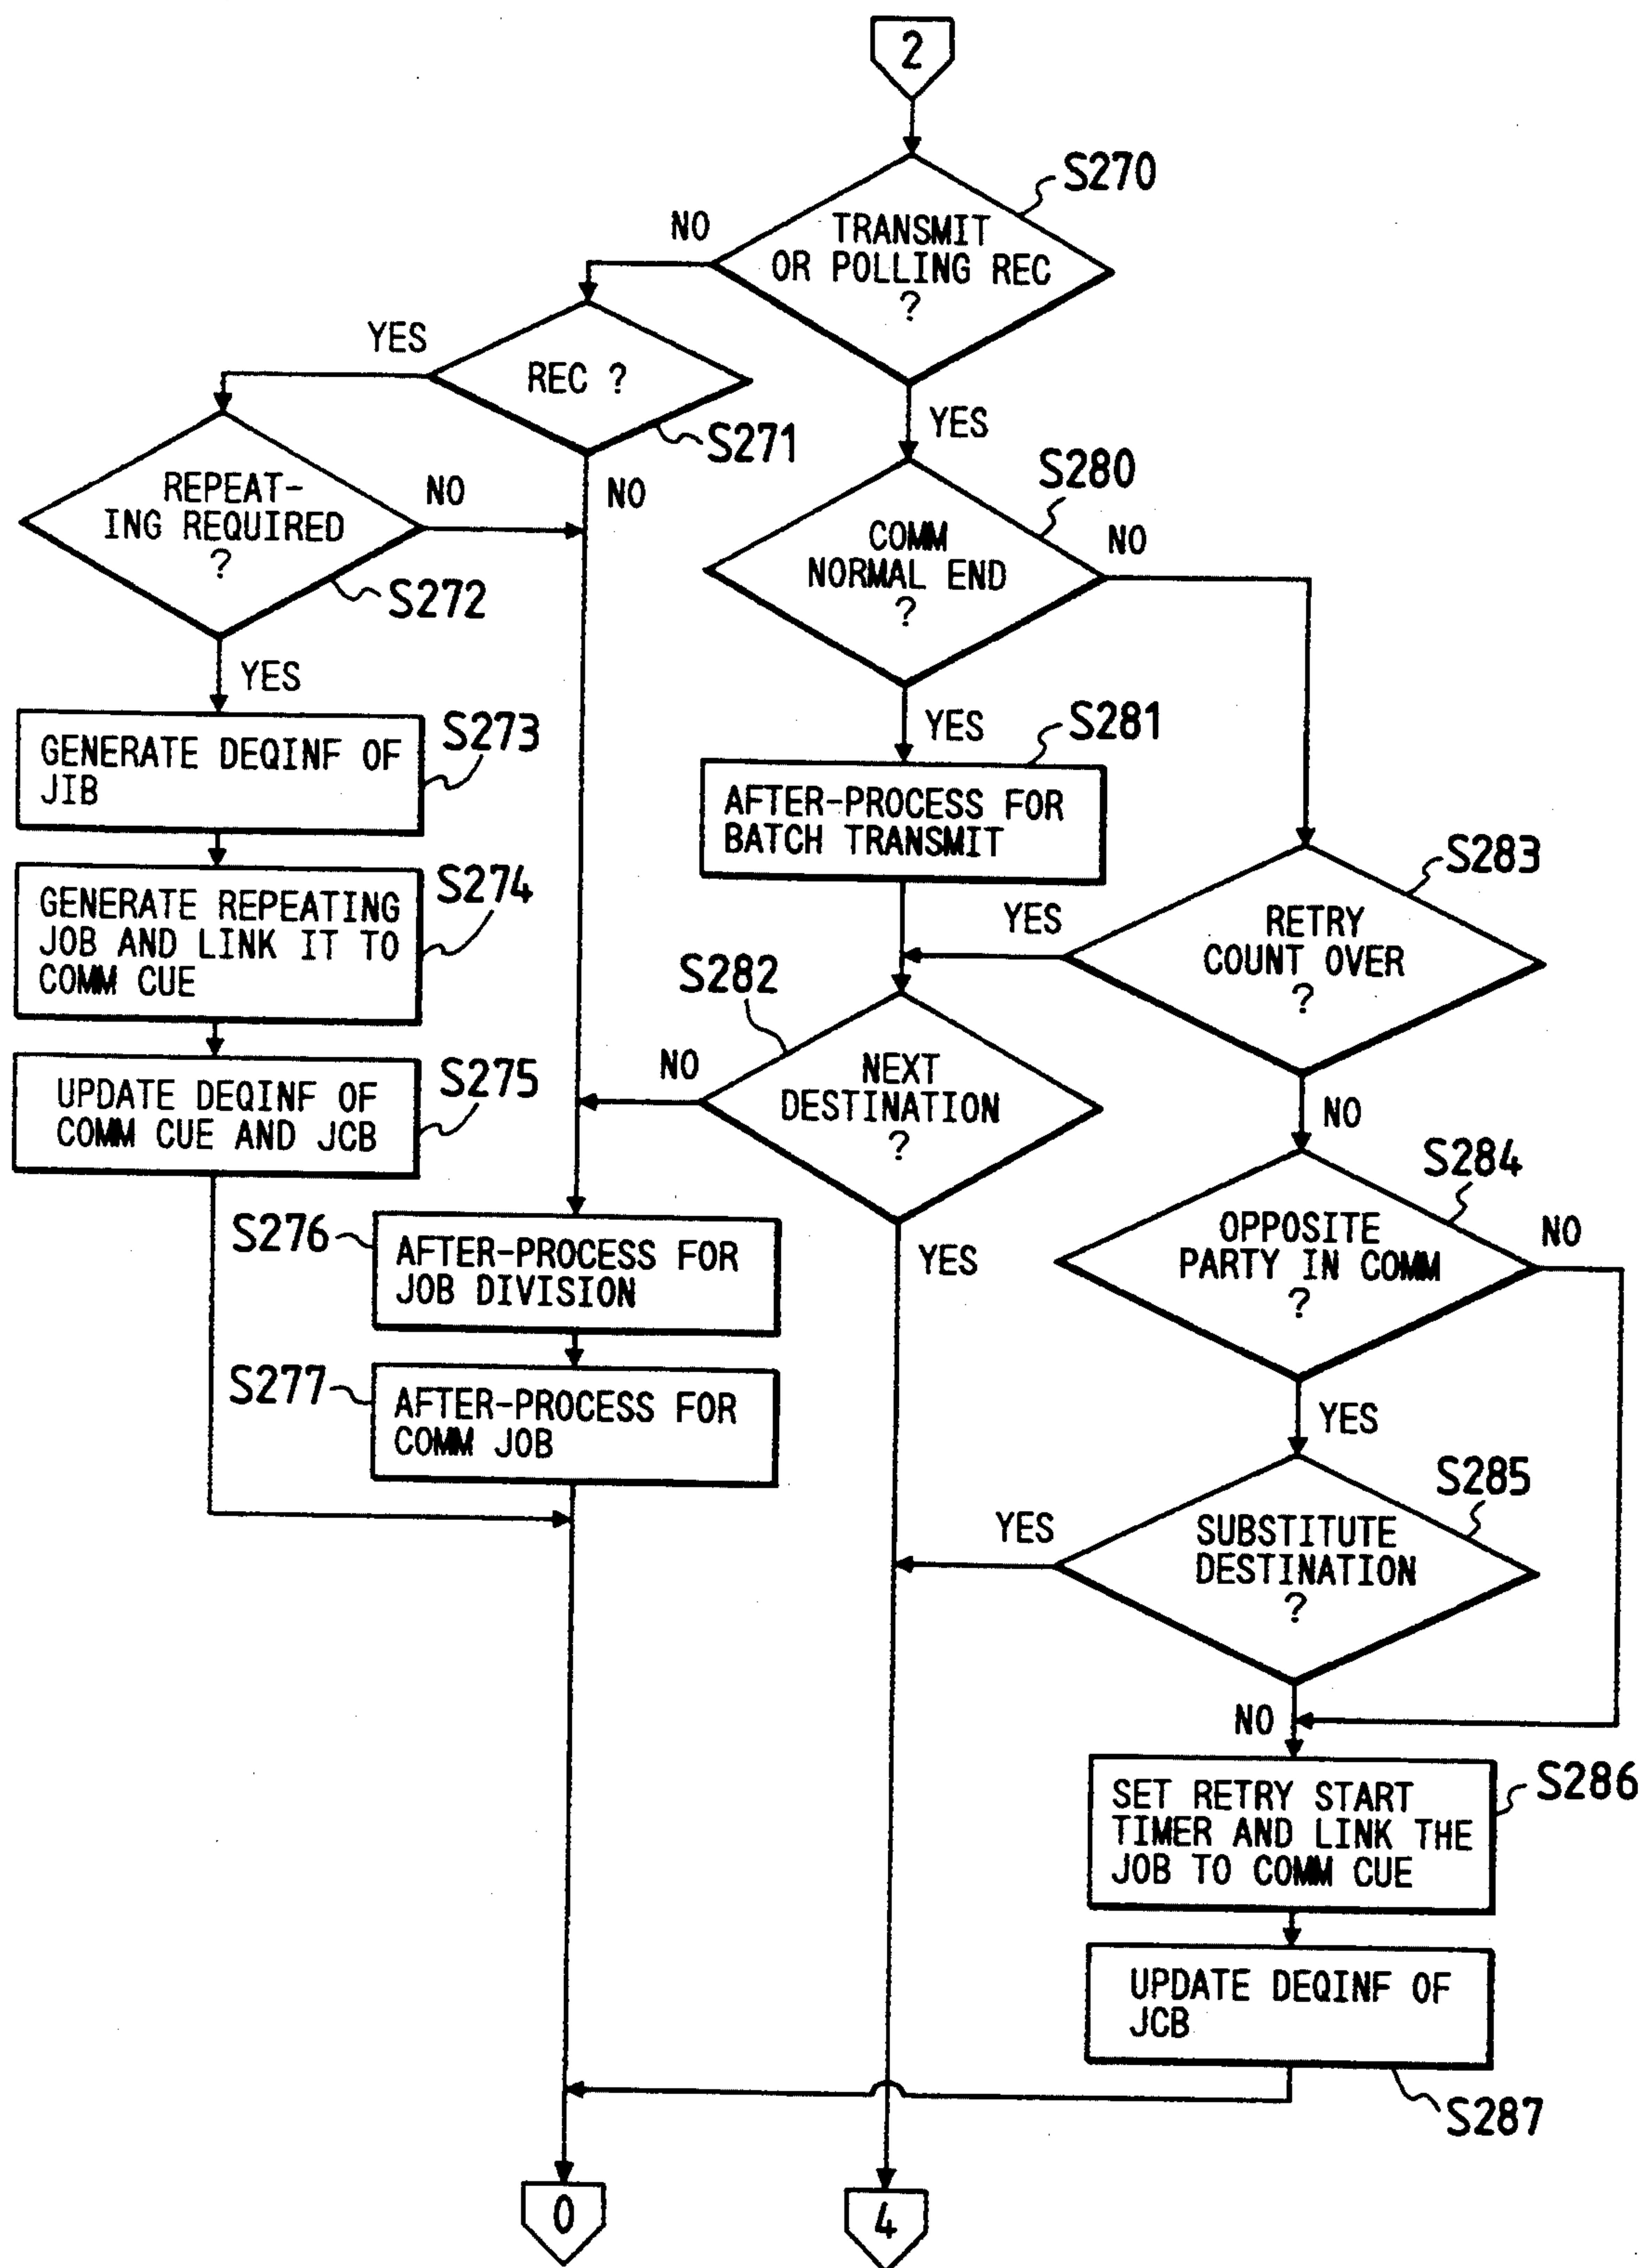 2
S270
TRANSMIT
OR POLLING REC
?
NO
YES
REC ?
S271
YES
NO
REPEAT-
ING REQUIRED
?
S272
NO
YES
S280
COMM
NORMAL END
?
NO
YES
S273
GENERATE DEQINF OF
JIB
S281
AFTER-PROCESS FOR
BATCH TRANSMIT
S274
GENERATE REPEATING
JOB AND LINK IT TO
COMM CUE
S283
RETRY
COUNT OVER
?
YES
NO
S282
NEXT
DESTINATION
?
NO
YES
S275
UPDATE DEQINF OF
COMM CUE AND JCB
S284
OPPOSITE
PARTY IN COMM
?
NO
YES
S276
AFTER-PROCESS FOR
JOB DIVISION
S277
AFTER-PROCESS FOR
COMM JOB
S285
SUBSTITUTE
DESTINATION
?
YES
NO
S286
SET RETRY START
TIMER AND LINK THE
JOB TO COMM CUE
UPDATE DEQINF OF
JCB
S287
0
4